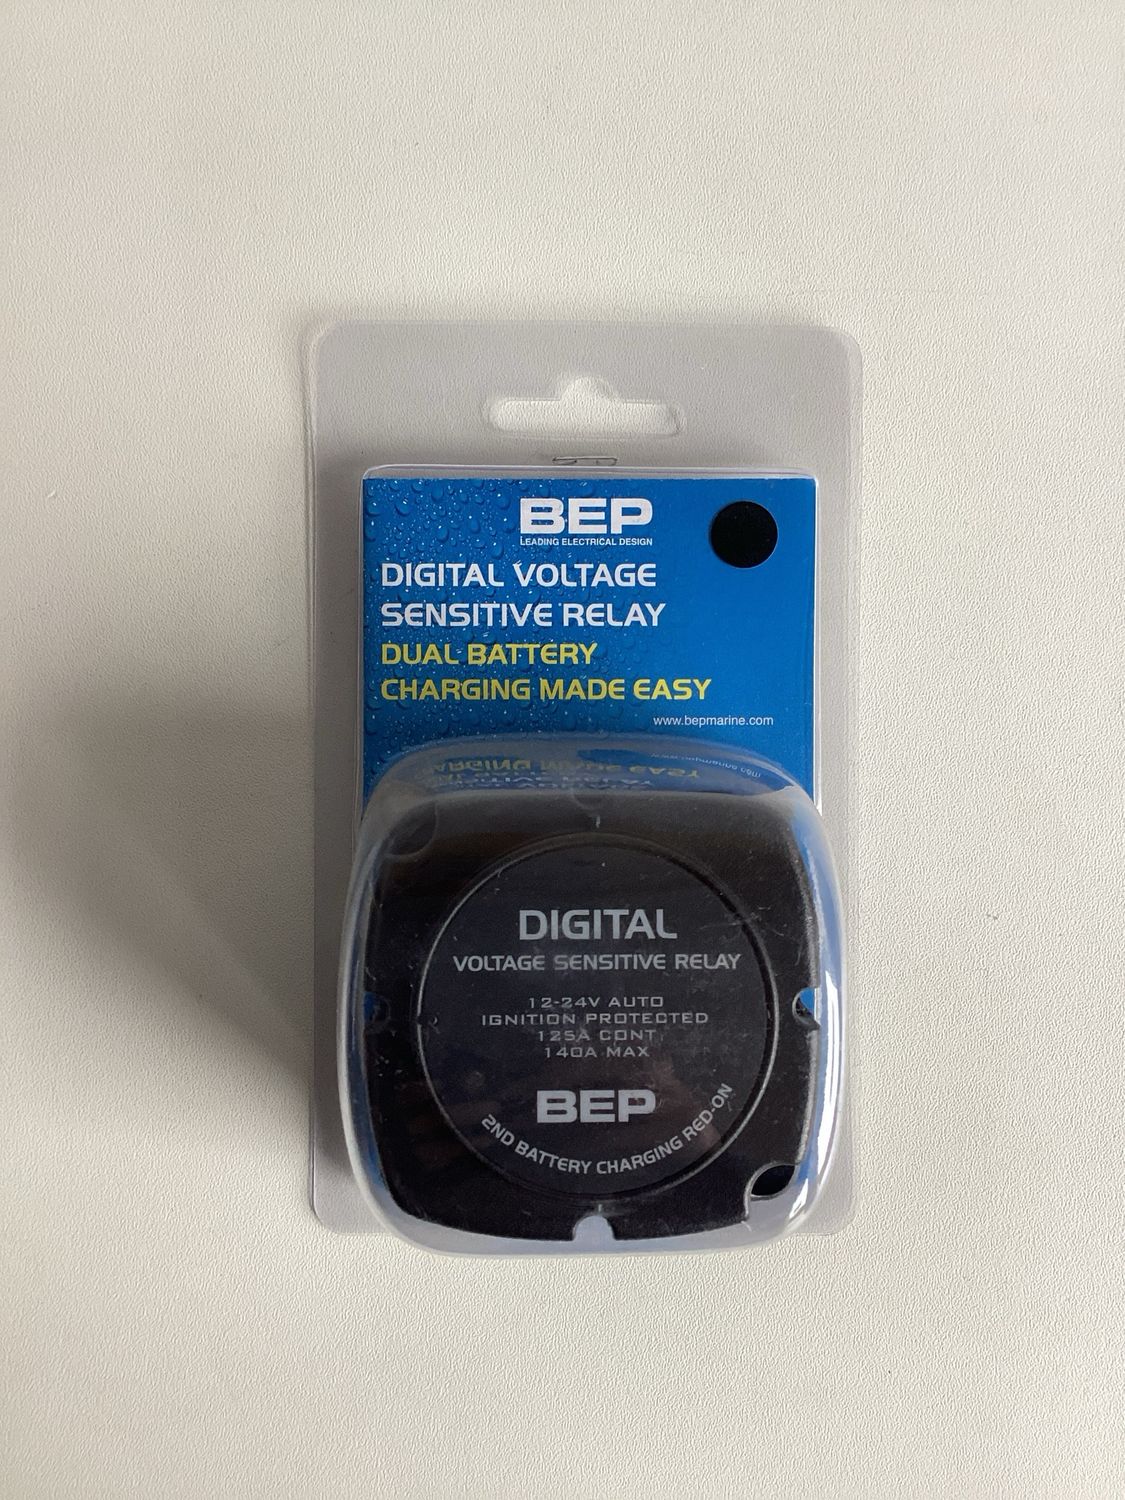 BEP
LEADING ELECTRICAL DESIGN
DIGITAL VOLTAGE
SENSITIVE RELAY
DUAL BATTERY
CHARGING MADE EASY
www.bepmarine.com
DIGITAL
VOLTAGE SENSITIVE RELAY
12-24V AUTO
IGNITION PROTECTED
125A CONT
140A MAX
BEP
2ND BATTERY CHARGING RED-ON